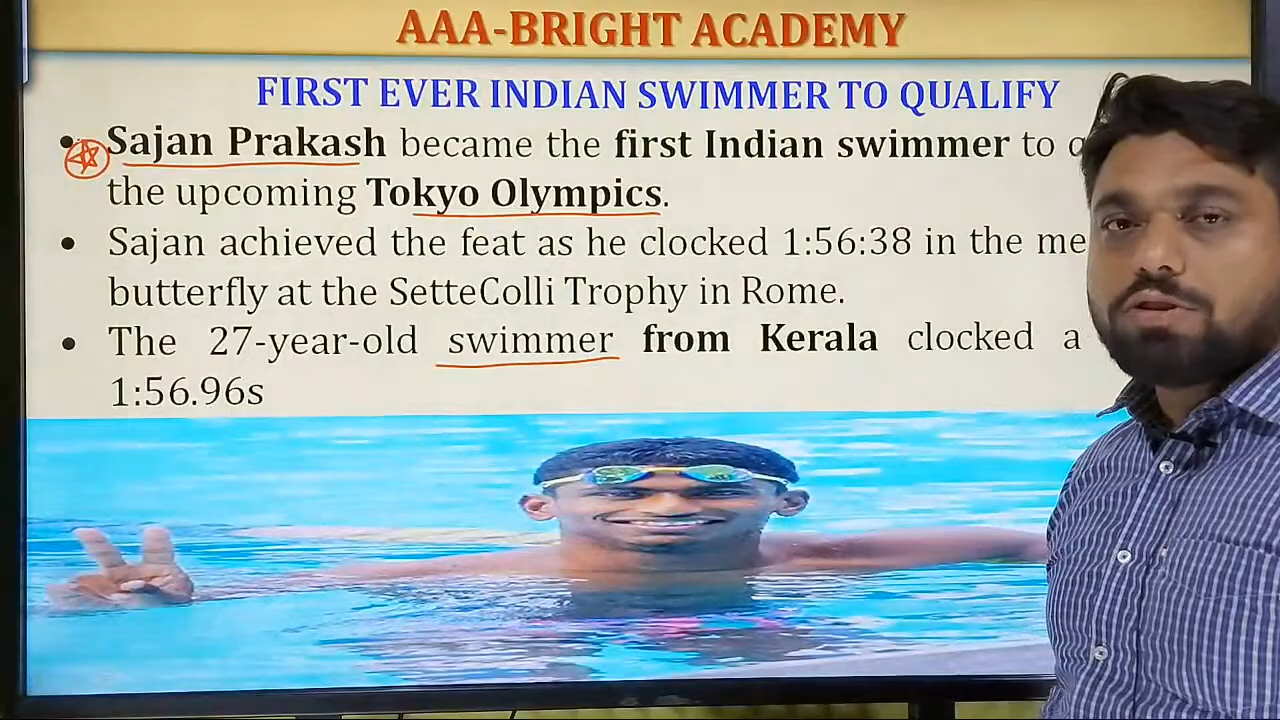 AAA-BRIGHT ACADEMY
FIRST EVER INDIAN SWIMMER TO QUALIFY
• Sajan Prakash became the first Indian swimmer to
the upcoming Tokyo Olympics.
• Sajan achieved the feat as he clocked 1:56:38 in the
butterfly at the SetteColli Trophy in Rome.
• The 27-year-old swimmer from Kerala clocked a
1:56.96s